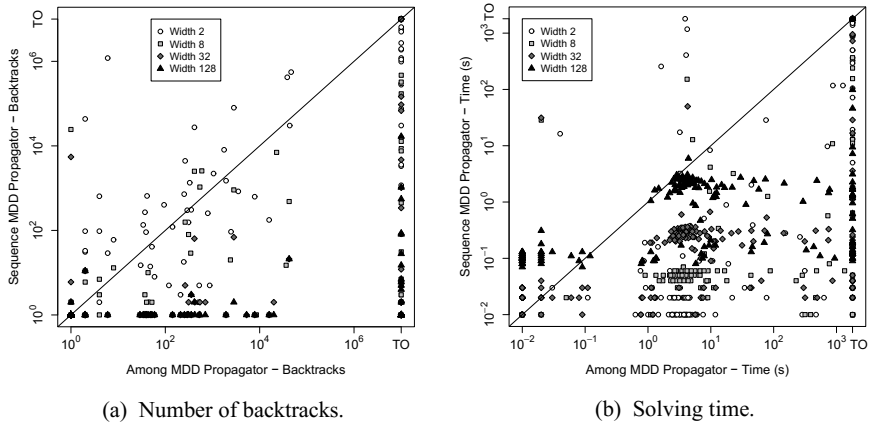 Sequence MDD Propagator − Backtracks
TO
10^6
10^4
10^2
10^0
Width 2
Width 8
Width 32
Width 128
10^0 10^2 10^4 10^6 TO
Among MDD Propagator − Backtracks
(a) Number of backtracks.
Sequence MDD Propagator − Time (s)
10^3 TO
10^2
10^1
10^0
10^−1
10^−2
Width 2
Width 8
Width 32
Width 128
10^−2 10^−1 10^0 10^1 10^2 10^3 TO
Among MDD Propagator − Time (s)
(b) Solving time.